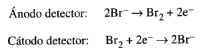 Ánodo detector: 2Br⁻ → Br₂ + 2e⁻
Cátodo detector: Br₂ + 2e⁻ → 2Br⁻